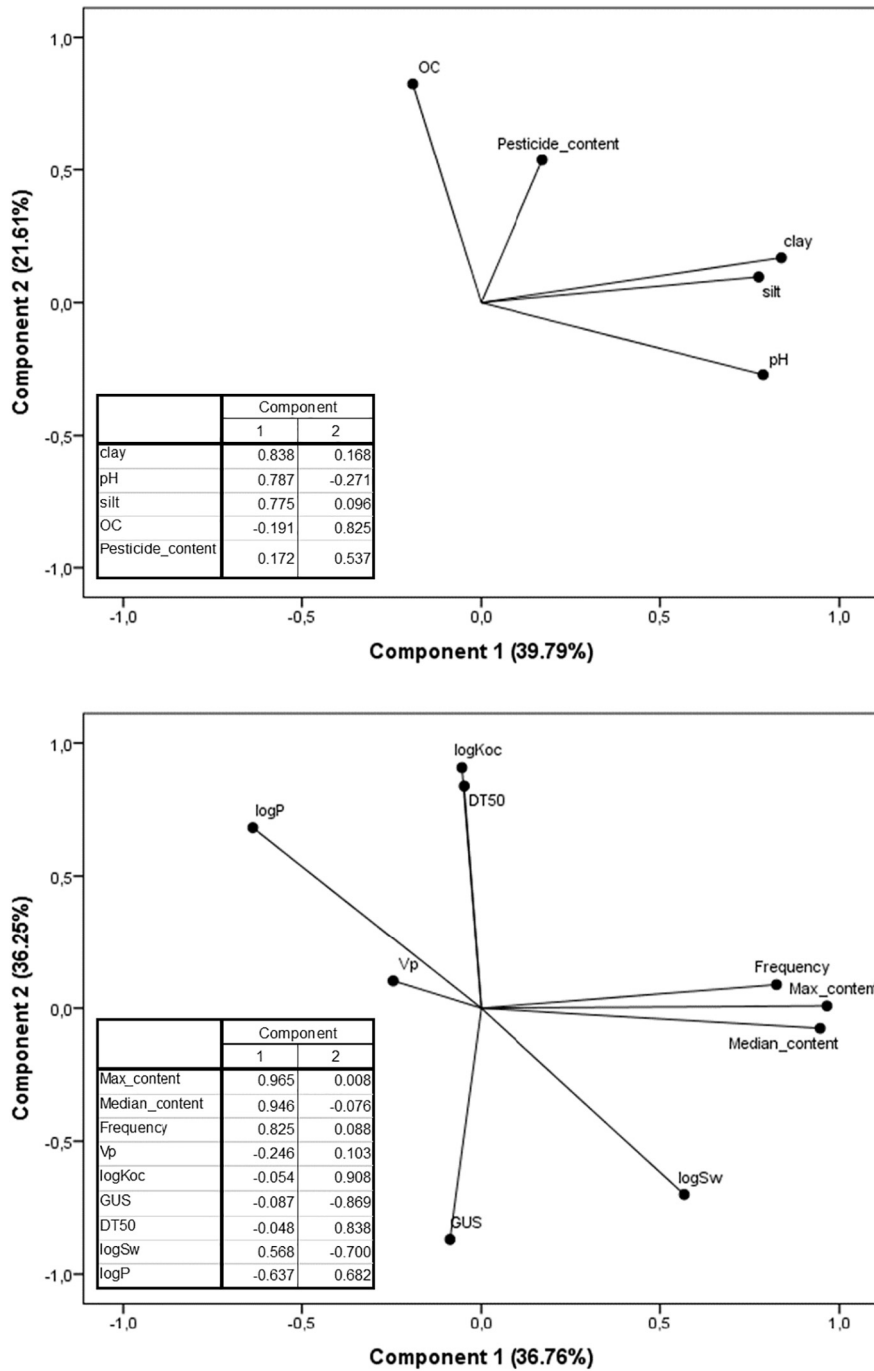 1,0
OC
Pesticide_content
0,5
clay
Component 2 (21.61%)
0,0
silt
pH
Component
1 2
clay 0.838 0.168
pH 0.787 -0.271
silt 0.775 0.096
OC -0.191 0.825
Pesticide_content 0.172 0.537
-0,5
-1,0
-1,0 -0,5 0,0 0,5 1,0
Component 1 (39.79%)
1,0
logKoc
DT50
logP
0,5
Component 2 (36.25%)
Vp
Frequency
Max_content
0,0
Median_content
Component
1 2
Max_content 0.965 0.008
Median_content 0.946 -0.076
Frequency 0.825 0.088
Vp -0.246 0.103
logKoc -0.054 0.908
GUS -0.087 -0.869
DT50 -0.048 0.838
logSw 0.568 -0.700
logP -0.637 0.682
-0,5
logSw
GUS
-1,0
-1,0 -0,5 0,0 0,5 1,0
Component 1 (36.76%)